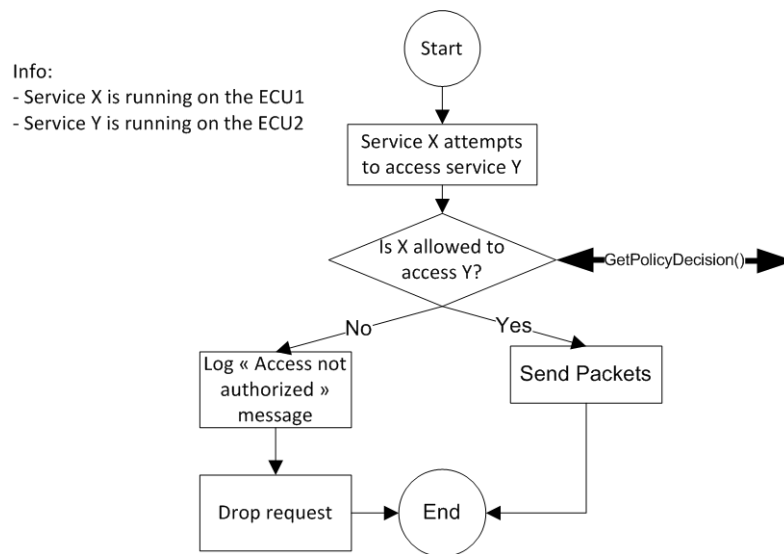 Start
Info:
- Service X is running on the ECU1
- Service Y is running on the ECU2
Service X attempts
to access service Y
Is X allowed to
access Y?
GetPolicyDecision()
No
Yes
Log « Access not
authorized »
message
Send Packets
Drop request
End